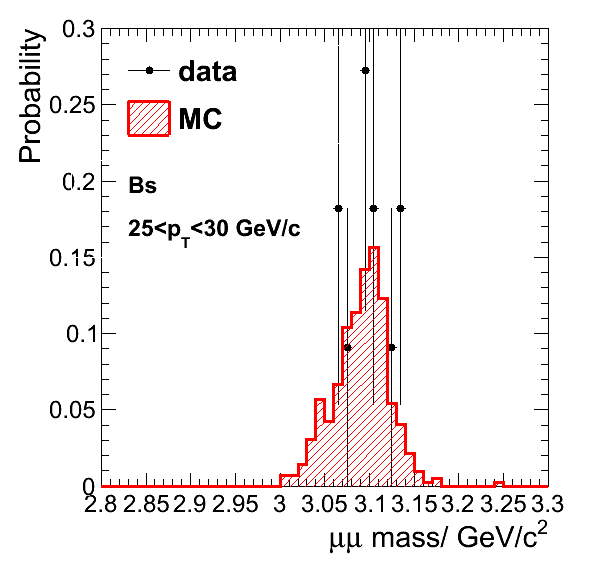 Probability
0.3
0.25
0.2
0.15
0.1
0.05
0
data
MC
Bs
25<p_T<30 GeV/c
2.8 2.85 2.9 2.95 3 3.05 3.1 3.15 3.2 3.25 3.3
μμ mass/ GeV/c²